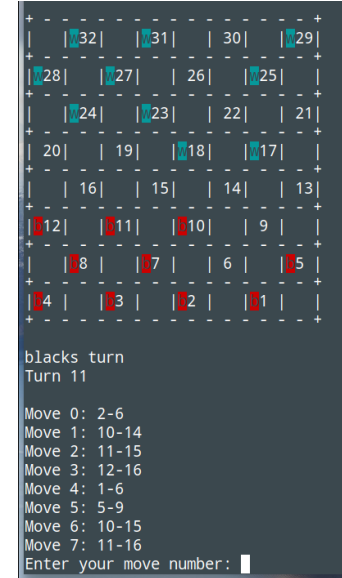 + - - - - - - - - - - - - - - - +
|   |w32|   |w31|   | 30|   |w29|
+ - - - - - - - - - - - - - - - +
|w28|   |w27|   | 26|   |w25|   |
+ - - - - - - - - - - - - - - - +
|   |w24|   |w23|   | 22|   | 21|
+ - - - - - - - - - - - - - - - +
| 20|   | 19|   |w18|   |w17|   |
+ - - - - - - - - - - - - - - - +
|   | 16|   | 15|   | 14|   | 13|
+ - - - - - - - - - - - - - - - +
|b12|   |b11|   |b10|   | 9 |   |
+ - - - - - - - - - - - - - - - +
|   |b8 |   |b7 |   | 6 |   |b5 |
+ - - - - - - - - - - - - - - - +
|b4 |   |b3 |   |b2 |   |b1 |   |
+ - - - - - - - - - - - - - - - +
blacks turn
Turn 11
Move 0: 2-6
Move 1: 10-14
Move 2: 11-15
Move 3: 12-16
Move 4: 1-6
Move 5: 5-9
Move 6: 10-15
Move 7: 11-16
Enter your move number: